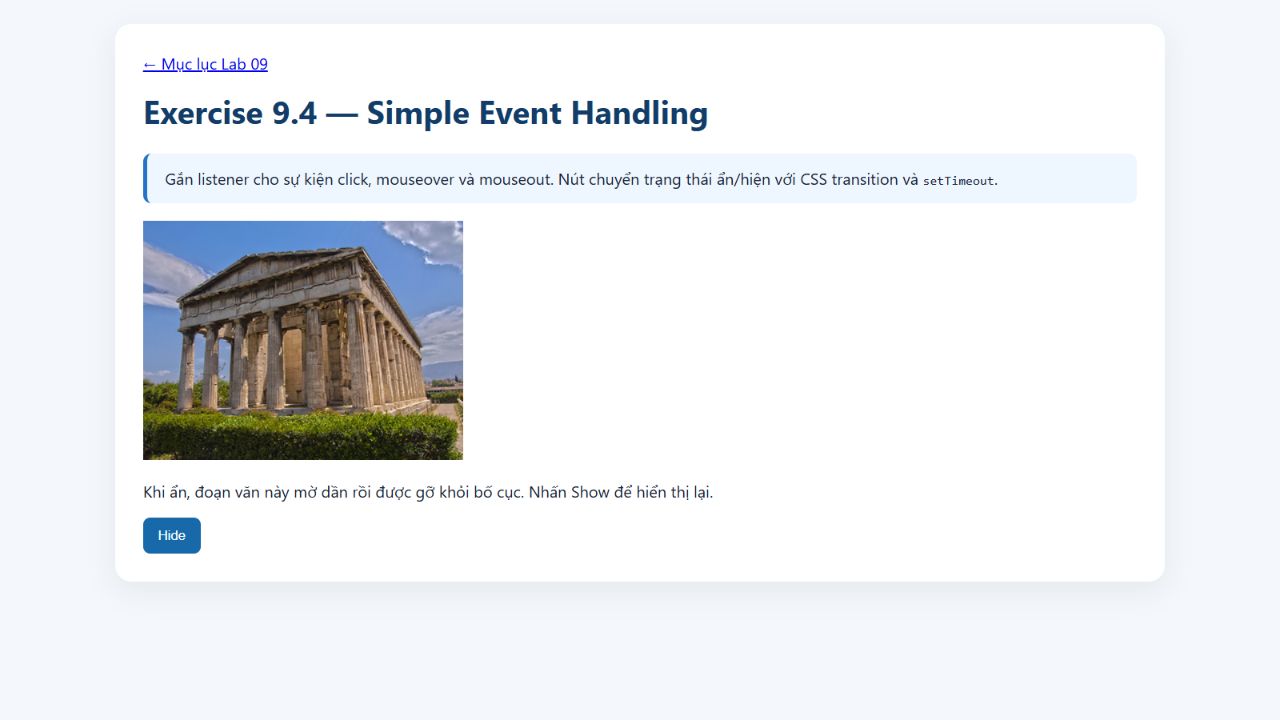 ← Mục lục Lab 09
Exercise 9.4 — Simple Event Handling
Gắn listener cho sự kiện click, mouseover và mouseout. Nút chuyển trạng thái ẩn/hiện với CSS transition và setTimeout.
Khi ẩn, đoạn văn này mờ dần rồi được gỡ khỏi bố cục. Nhấn Show để hiển thị lại.
Hide